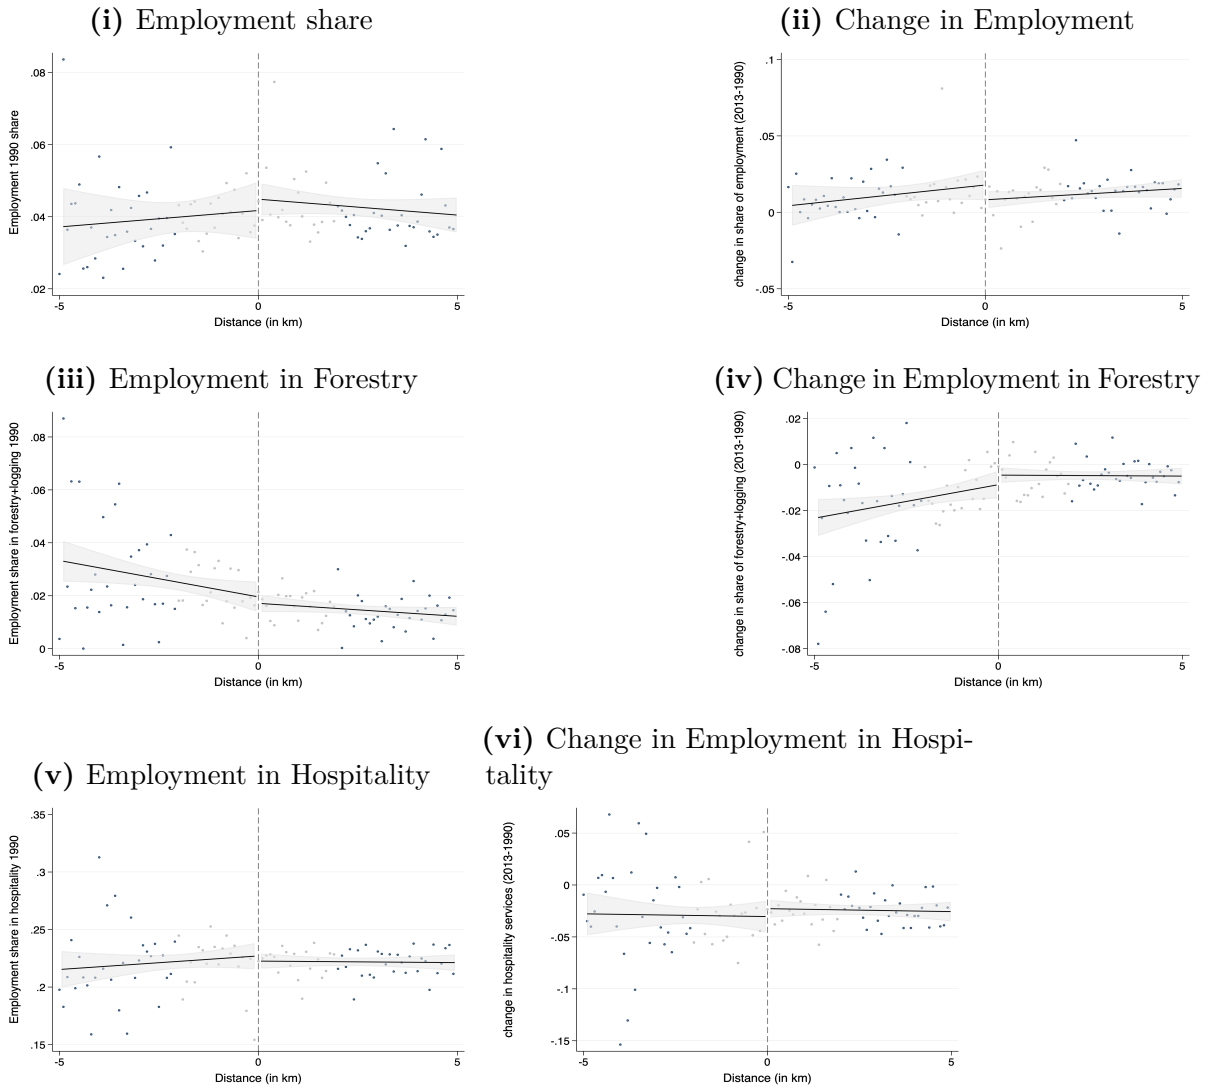 (i) Employment share
.08
.06
.04
.02
Employment 1990 share
-5 0 5
Distance (in km)
(ii) Change in Employment
.1
.05
0
-.05
change in share of employment (2013-1990)
-5 0 5
Distance (in km)
(iii) Employment in Forestry
.08
.06
.04
.02
0
Employment share in forestry+logging 1990
-5 0 5
Distance (in km)
(iv) Change in Employment in Forestry
.02
0
-.02
-.04
-.06
-.08
change in share of forestry+logging (2013-1990)
-5 0 5
Distance (in km)
(v) Employment in Hospitality
.35
.3
.25
.2
.15
Employment share in hospitality 1990
-5 0 5
Distance (in km)
(vi) Change in Employment in Hospi-
tality
.05
0
-.05
-.1
-.15
change in hospitality services (2013-1990)
-5 0 5
Distance (in km)